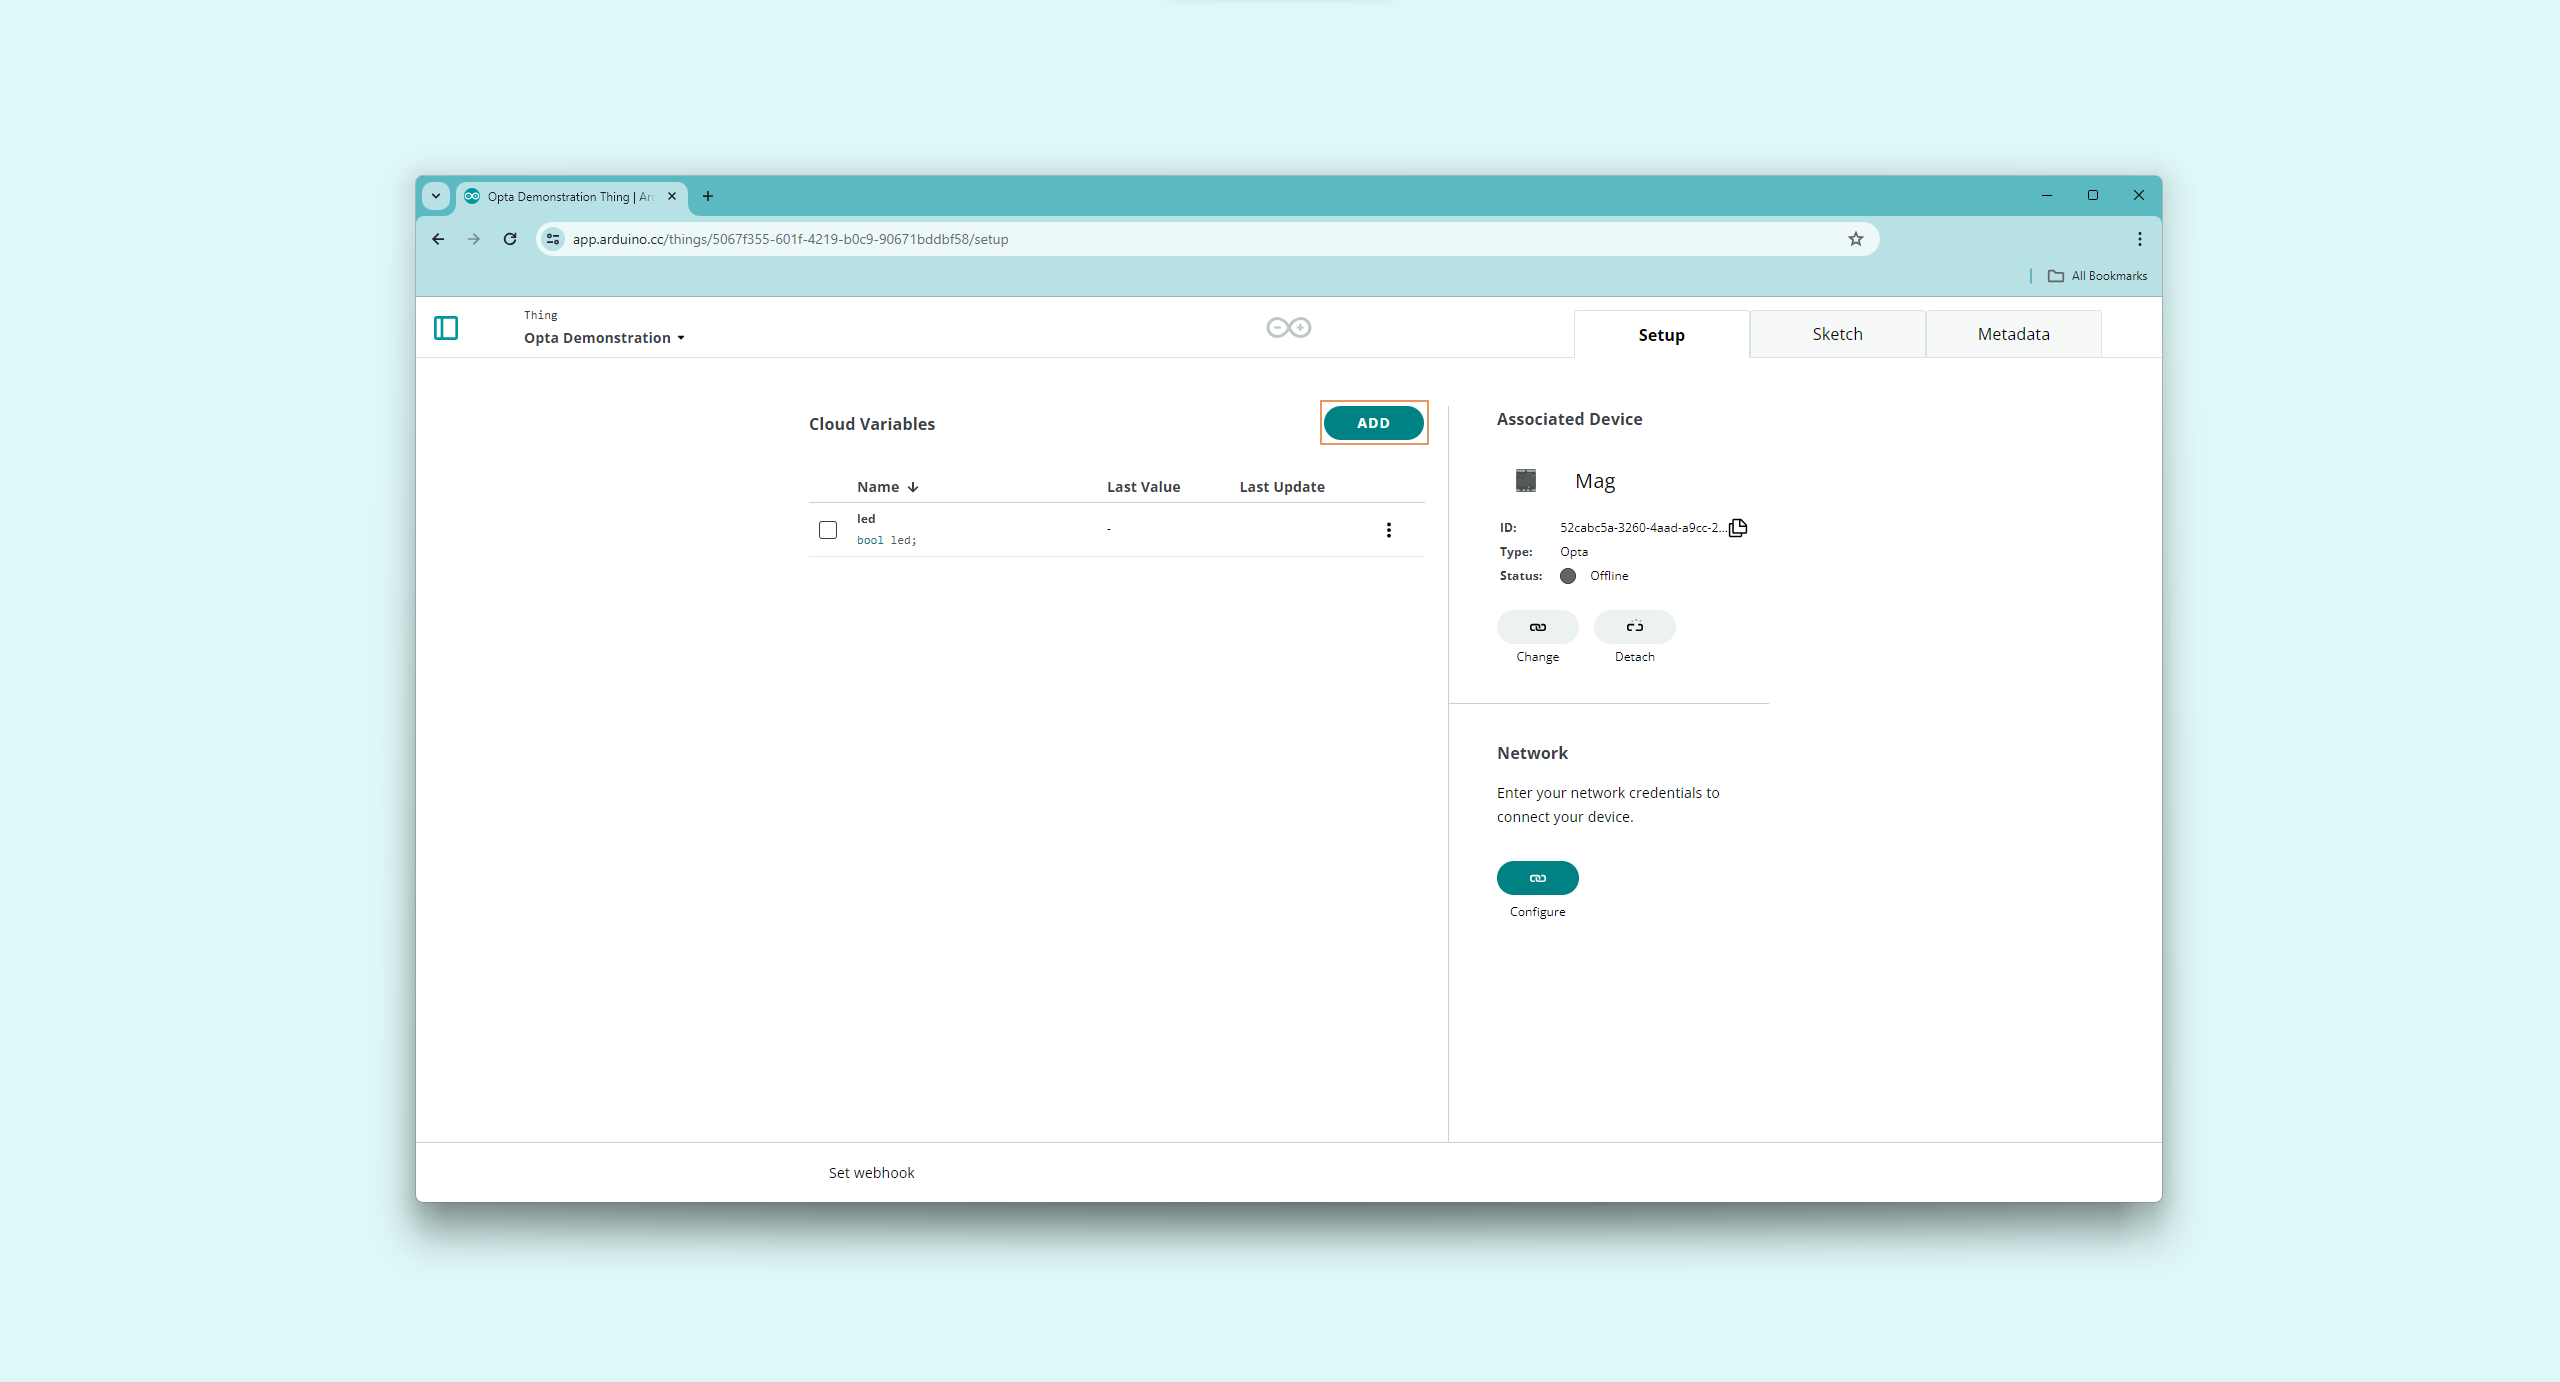 Opta Demonstration Thing | Ar
app.arduino.cc/things/5067f355-601f-4219-b0c9-90671bddbf58/setup
All Bookmarks
Thing
Opta Demonstration
Setup
Sketch
Metadata
Cloud Variables
ADD
Name
Last Value
Last Update
led
-
bool led;
Associated Device
Mag
ID: 52cabc5a-3260-4aad-a9cc-2...
Type: Opta
Status: Offline
Change
Detach
Network
Enter your network credentials to
connect your device.
Configure
Set webhook